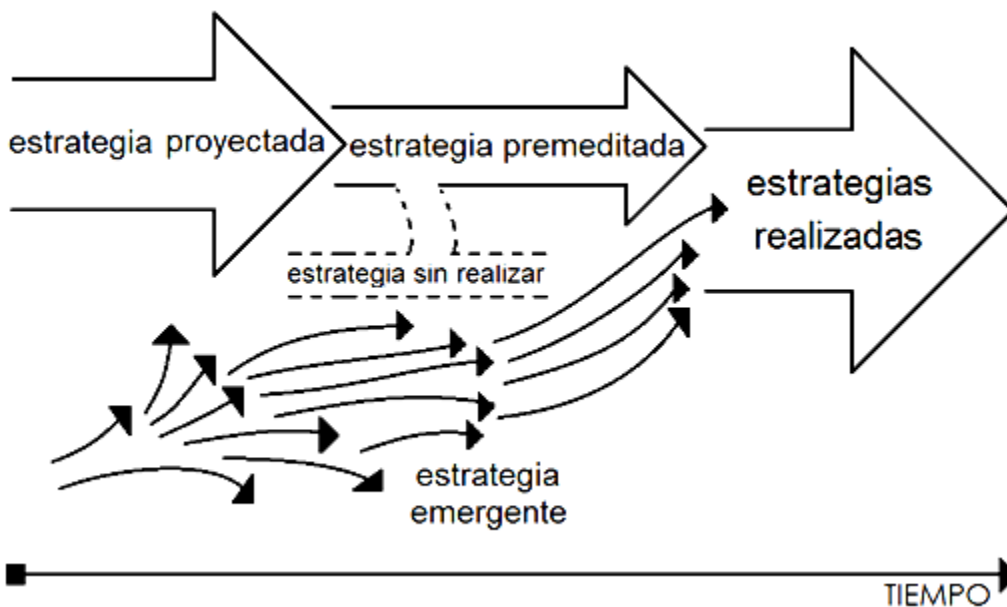 estrategia proyectada
estrategia premeditada
estrategias
realizadas
estrategia sin realizar
estrategia
emergente
TIEMPO